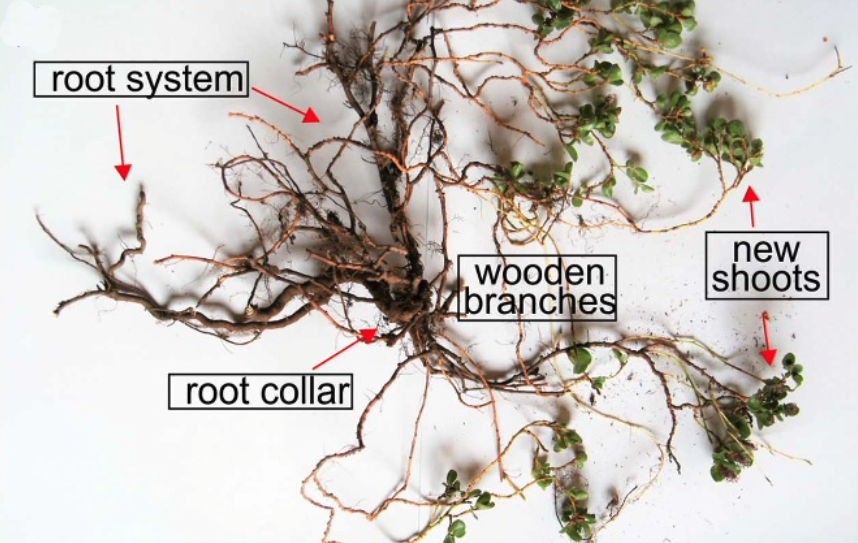 root system
new
shoots
wooden
branches
root collar